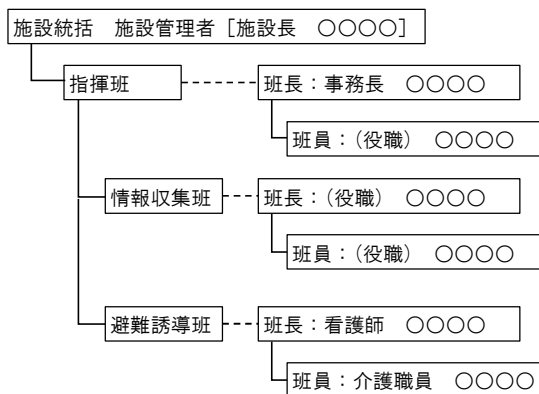 施設統括　施設管理者［施設長　○○○○］
指揮班
班長：事務長　○○○○
班員：（役職）　○○○○
情報収集班
班長：（役職）　○○○○
班員：（役職）　○○○○
避難誘導班
班長：看護師　○○○○
班員：介護職員　○○○○